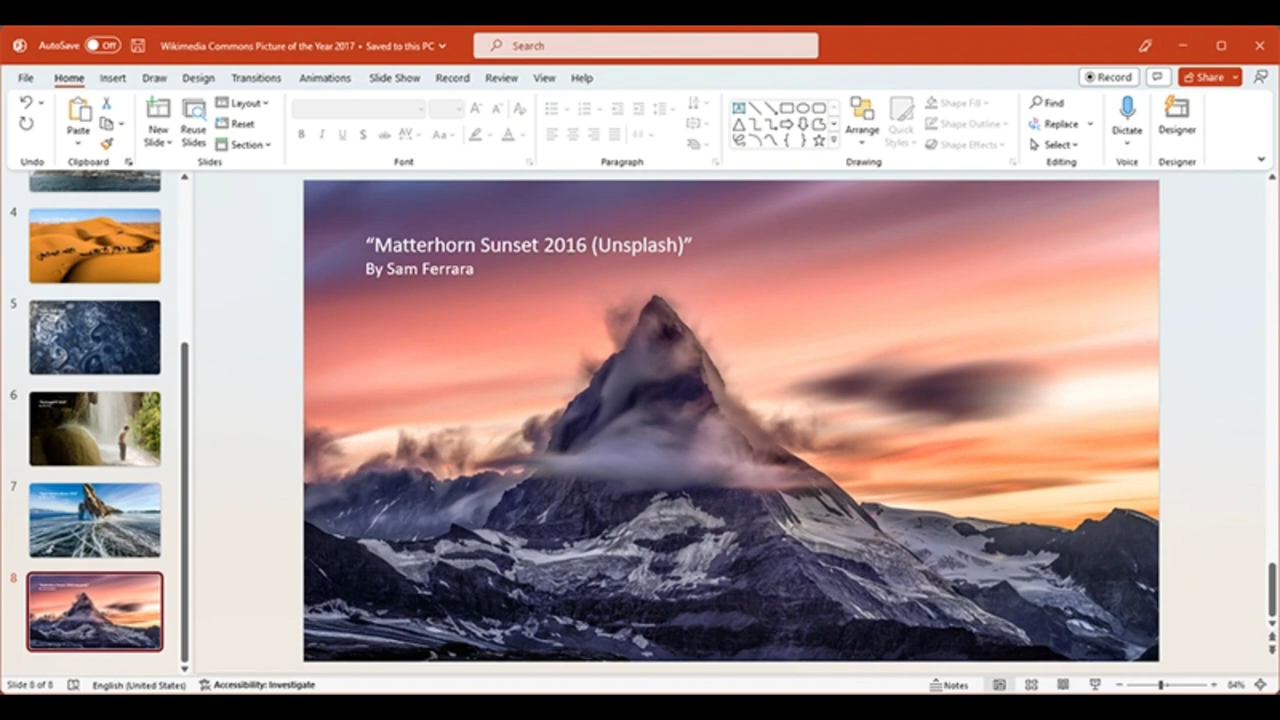 AutoSave Off Wikimedia Commons Picture of the Year 2017 • Saved to this PC Search
File Home Insert Draw Design Transitions Animations Slide Show Record Review View Help Record Share
Paste New Slide Reuse Slides Layout Reset Section B I U S ab AV Aa A Arrange Quick Styles Shape Fill Shape Outline Shape Effects Find Replace Select Dictate Designer
Undo Clipboard Slides Font Paragraph Drawing Editing Voice Designer
4
5
6
7
8
“Matterhorn Sunset 2016 (Unsplash)”
By Sam Ferrara
Slide 8 of 8 English (United States) Accessibility: Investigate Notes 84%